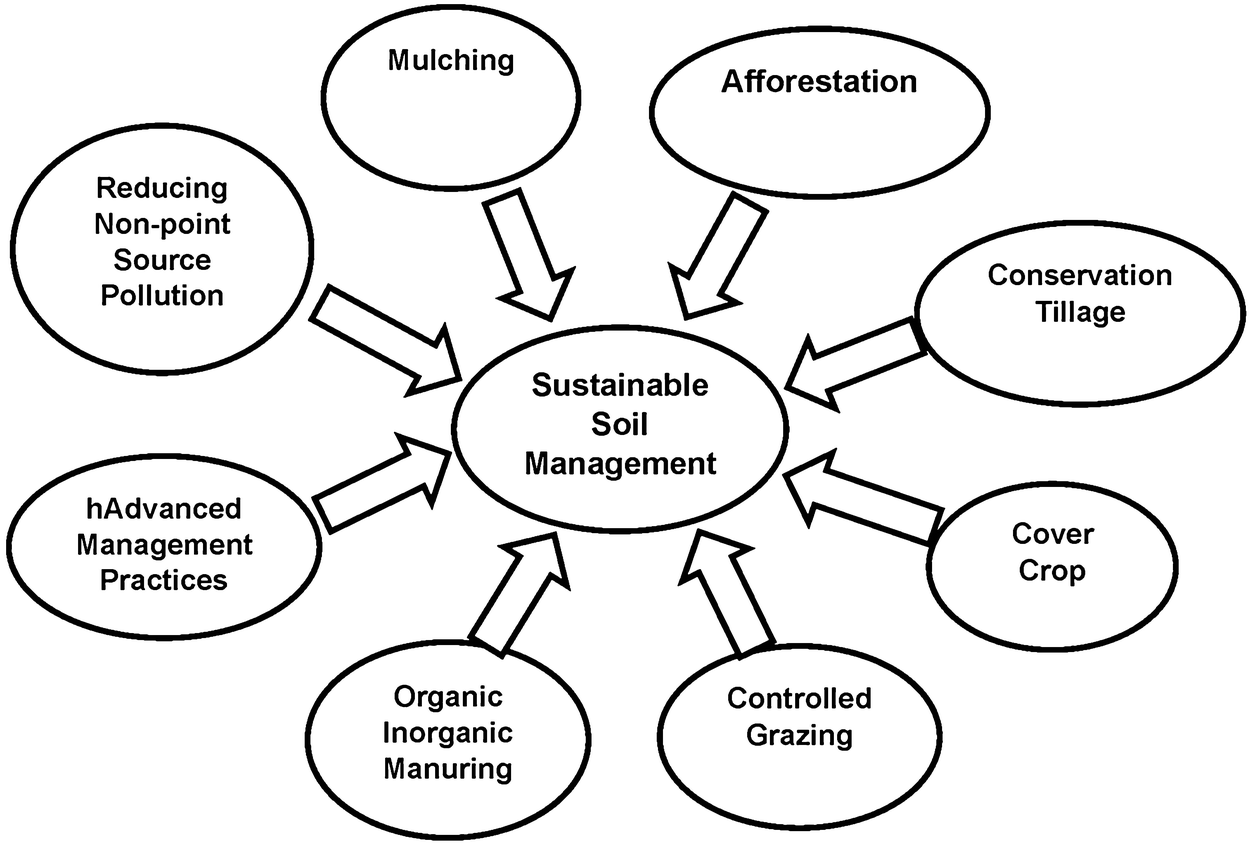 Mulching
Afforestation
Reducing
Non-point
Source
Pollution
Conservation
Tillage
Sustainable
Soil
Management
hAdvanced
Management
Practices
Cover
Crop
Organic
Inorganic
Manuring
Controlled
Grazing